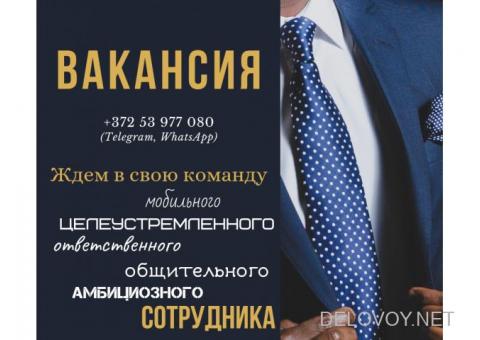 ВАКАНСИЯ
+372 53 977 080
(Telegram, WhatsApp)
Ждем в свою команду
мобильного
ЦЕЛЕУСТРЕМЛЕННОГО
ответственного
общительного
АМБИЦИОЗНОГО
СОТРУДНИКА
DELOVOY.NET